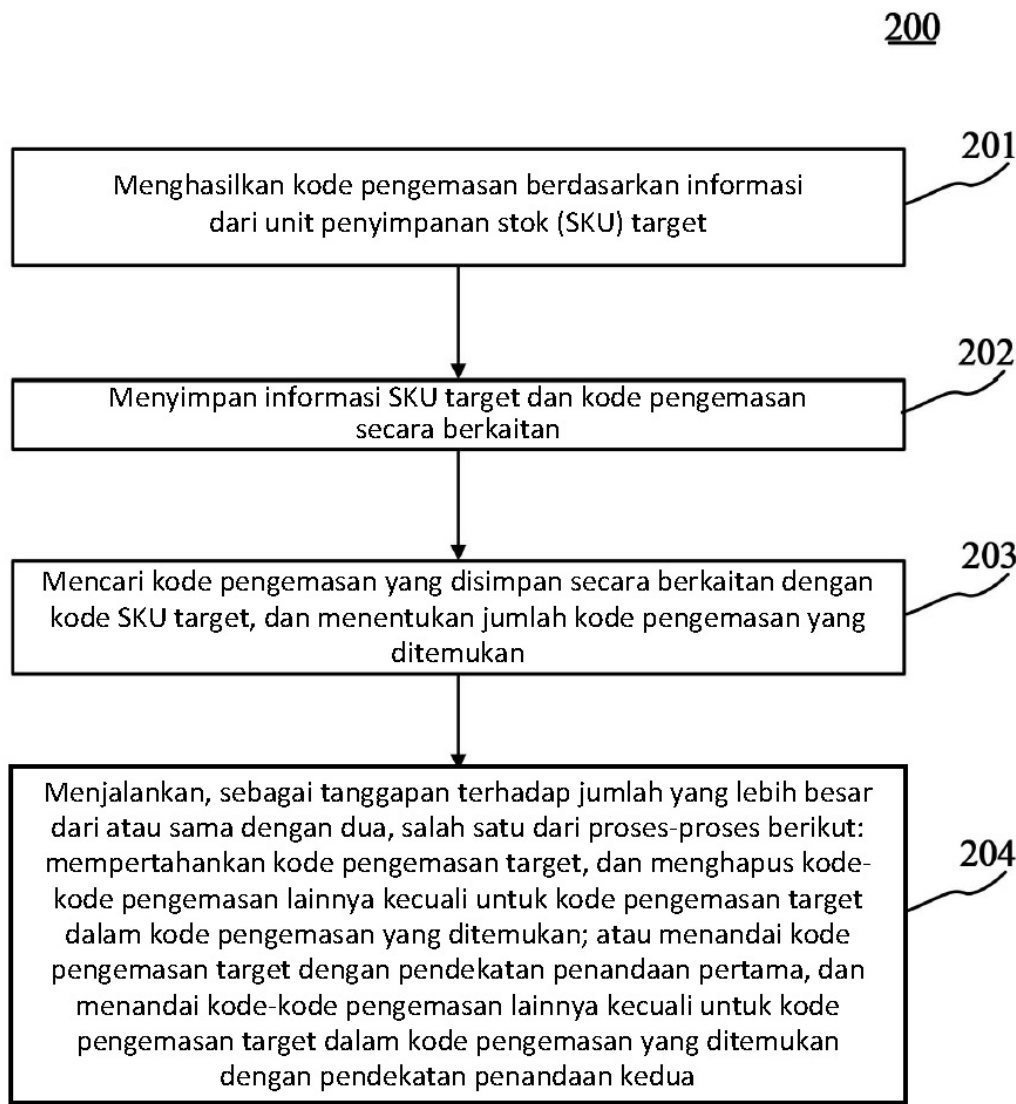 200
201
Menghasilkan kode pengemasan berdasarkan informasi
dari unit penyimpanan stok (SKU) target
202
Menyimpan informasi SKU target dan kode pengemasan
secara berkaitan
203
Mencari kode pengemasan yang disimpan secara berkaitan dengan
kode SKU target, dan menentukan jumlah kode pengemasan yang
ditemukan
204
Menjalankan, sebagai tanggapan terhadap jumlah yang lebih besar
dari atau sama dengan dua, salah satu dari proses-proses berikut:
mempertahankan kode pengemasan target, dan menghapus kode-
kode pengemasan lainnya kecuali untuk kode pengemasan target
dalam kode pengemasan yang ditemukan; atau menandai kode
pengemasan target dengan pendekatan penandaan pertama, dan
menandai kode-kode pengemasan lainnya kecuali untuk kode
pengemasan target dalam kode pengemasan yang ditemukan
dengan pendekatan penandaan kedua